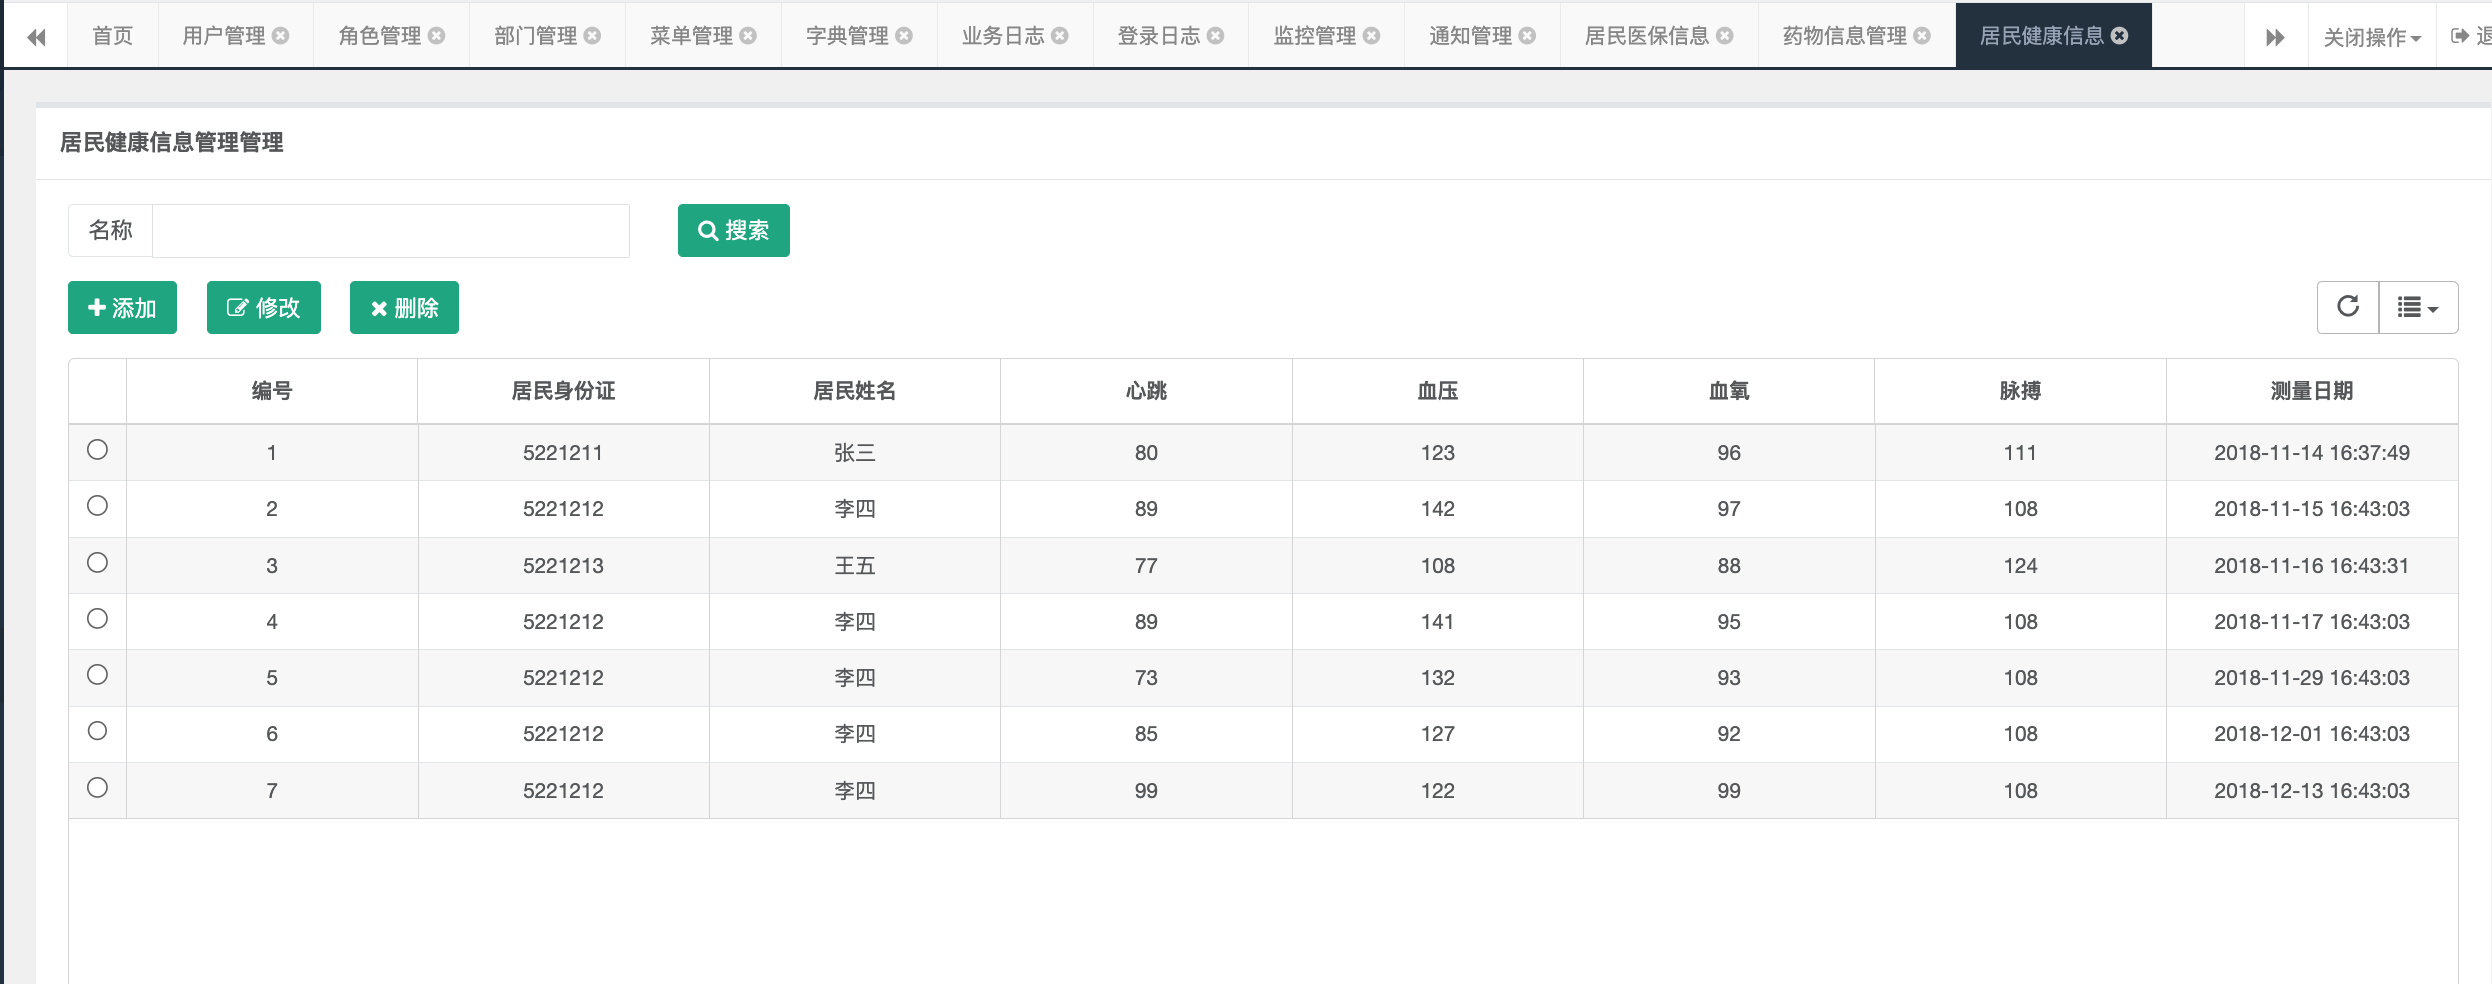 首页 用户管理 角色管理 部门管理 菜单管理 字典管理 业务日志 登录日志 监控管理 通知管理 居民医保信息 药物信息管理 居民健康信息 关闭操作 退
居民健康信息管理管理
名称 搜索
添加 修改 删除
编号 居民身份证 居民姓名 心跳 血压 血氧 脉搏 测量日期
1 5221211 张三 80 123 96 111 2018-11-14 16:37:49
2 5221212 李四 89 142 97 108 2018-11-15 16:43:03
3 5221213 王五 77 108 88 124 2018-11-16 16:43:31
4 5221212 李四 89 141 95 108 2018-11-17 16:43:03
5 5221212 李四 73 132 93 108 2018-11-29 16:43:03
6 5221212 李四 85 127 92 108 2018-12-01 16:43:03
7 5221212 李四 99 122 99 108 2018-12-13 16:43:03